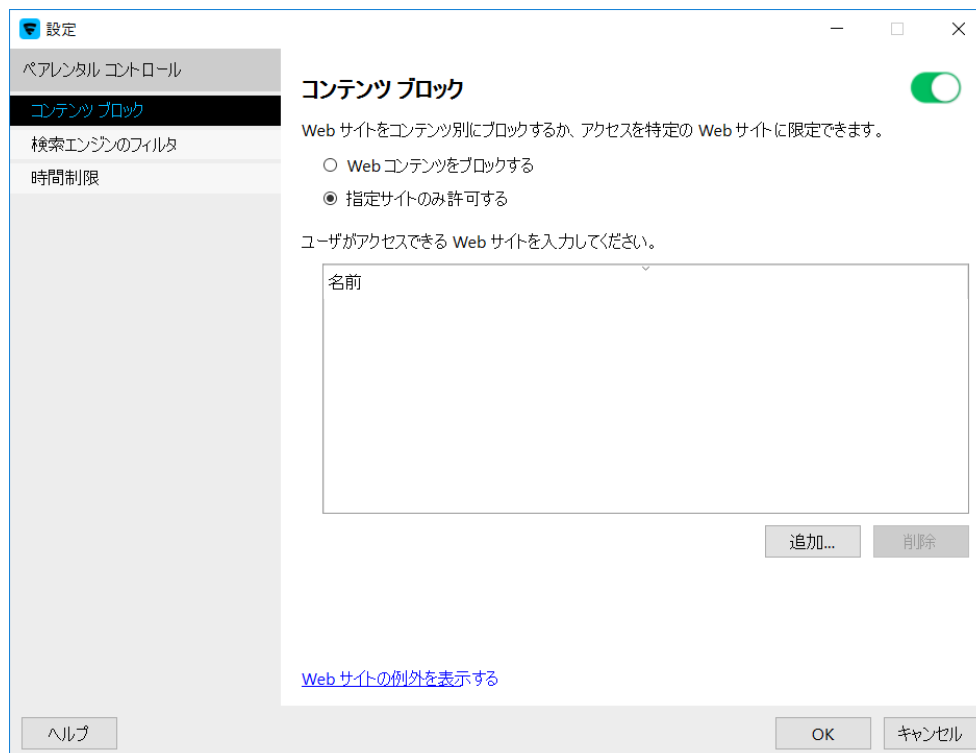 設定
ペアレンタル コントロール
コンテンツ ブロック
検索エンジンのフィルタ
時間制限
コンテンツ ブロック
Web サイトをコンテンツ別にブロックするか、アクセスを特定の Web サイトに限定できます。
Web コンテンツをブロックする
指定サイトのみ許可する
ユーザがアクセスできる Web サイトを入力してください。
名前
追加...
削除
Web サイトの例外を表示する
ヘルプ
OK
キャンセル